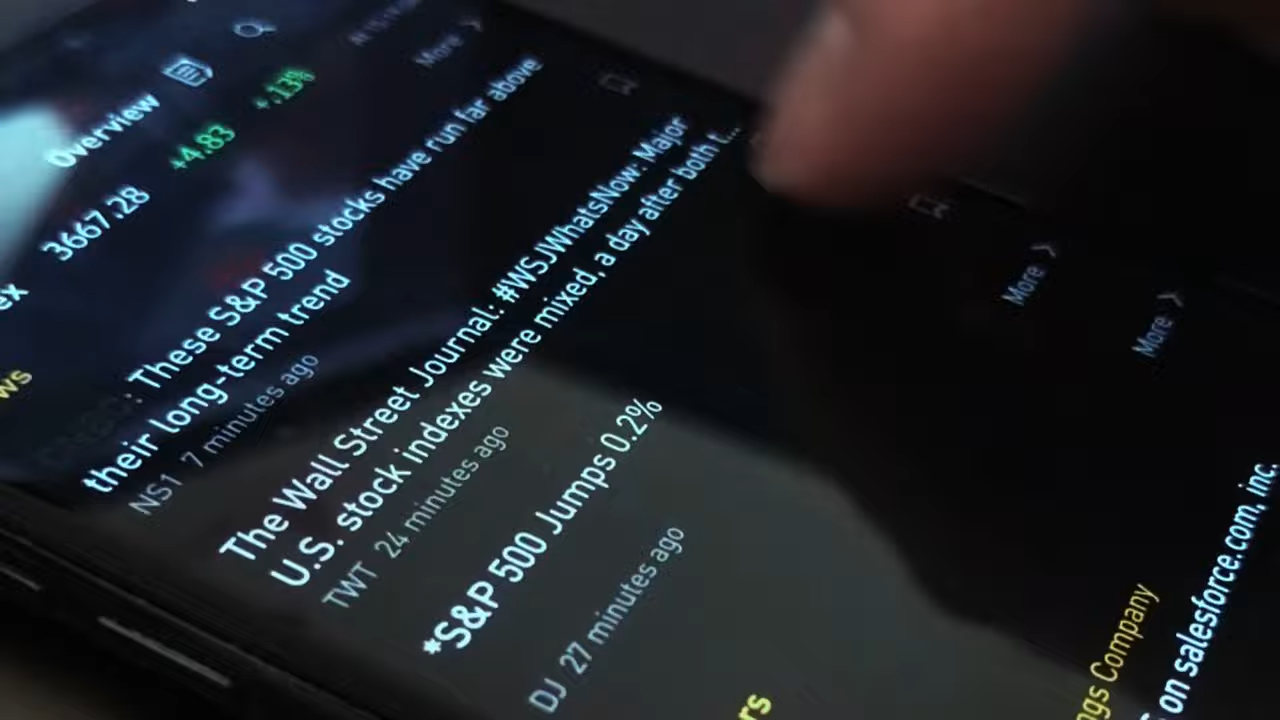 Overview
3667.28 +4.83 +.13%
More >
: These S&P 500 stocks have run far above
their long-term trend
NS1 7 minutes ago
The Wall Street Journal: #WSJWhatsNow: Major
U.S. stock indexes were mixed, a day after both t...
TWT 24 minutes ago
*S&P 500 Jumps 0.2%
DJ 27 minutes ago
More >
More >
ngs Company
on salesforce.com, inc.